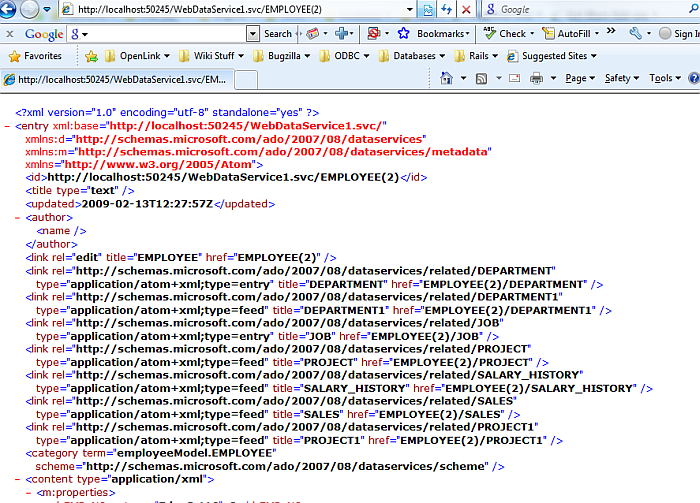 http://localhost:50245/WebDataService1.svc/EMPLOYEE(2)
Google
x Google
Search
Bookmarks
Check
AutoFill
Sign In
Favorites
OpenLink
Wiki Stuff
Bugzilla
ODBC
Databases
Rails
Suggested Sites
http://localhost:50245/WebDataService1.svc/EM...
Page
Safety
Tools
<?xml version="1.0" encoding="utf-8" standalone="yes" ?>
- <entry xml:base="http://localhost:50245/WebDataService1.svc/"
xmlns:d="http://schemas.microsoft.com/ado/2007/08/dataservices"
xmlns:m="http://schemas.microsoft.com/ado/2007/08/dataservices/metadata"
xmlns="http://www.w3.org/2005/Atom">
<id>http://localhost:50245/WebDataService1.svc/EMPLOYEE(2)</id>
<title type="text" />
<updated>2009-02-13T12:27:57Z</updated>
- <author>
<name />
</author>
<link rel="edit" title="EMPLOYEE" href="EMPLOYEE(2)" />
<link rel="http://schemas.microsoft.com/ado/2007/08/dataservices/related/DEPARTMENT"
type="application/atom+xml;type=entry" title="DEPARTMENT" href="EMPLOYEE(2)/DEPARTMENT" />
<link rel="http://schemas.microsoft.com/ado/2007/08/dataservices/related/DEPARTMENT1"
type="application/atom+xml;type=feed" title="DEPARTMENT1" href="EMPLOYEE(2)/DEPARTMENT1" />
<link rel="http://schemas.microsoft.com/ado/2007/08/dataservices/related/JOB"
type="application/atom+xml;type=entry" title="JOB" href="EMPLOYEE(2)/JOB" />
<link rel="http://schemas.microsoft.com/ado/2007/08/dataservices/related/PROJECT"
type="application/atom+xml;type=feed" title="PROJECT" href="EMPLOYEE(2)/PROJECT" />
<link rel="http://schemas.microsoft.com/ado/2007/08/dataservices/related/SALARY_HISTORY"
type="application/atom+xml;type=feed" title="SALARY_HISTORY" href="EMPLOYEE(2)/SALARY_HISTORY" />
<link rel="http://schemas.microsoft.com/ado/2007/08/dataservices/related/SALES"
type="application/atom+xml;type=feed" title="SALES" href="EMPLOYEE(2)/SALES" />
<link rel="http://schemas.microsoft.com/ado/2007/08/dataservices/related/PROJECT1"
type="application/atom+xml;type=feed" title="PROJECT1" href="EMPLOYEE(2)/PROJECT1" />
<category term="employeeModel.EMPLOYEE"
scheme="http://schemas.microsoft.com/ado/2007/08/dataservices/scheme" />
- <content type="application/xml">
- <m:properties>